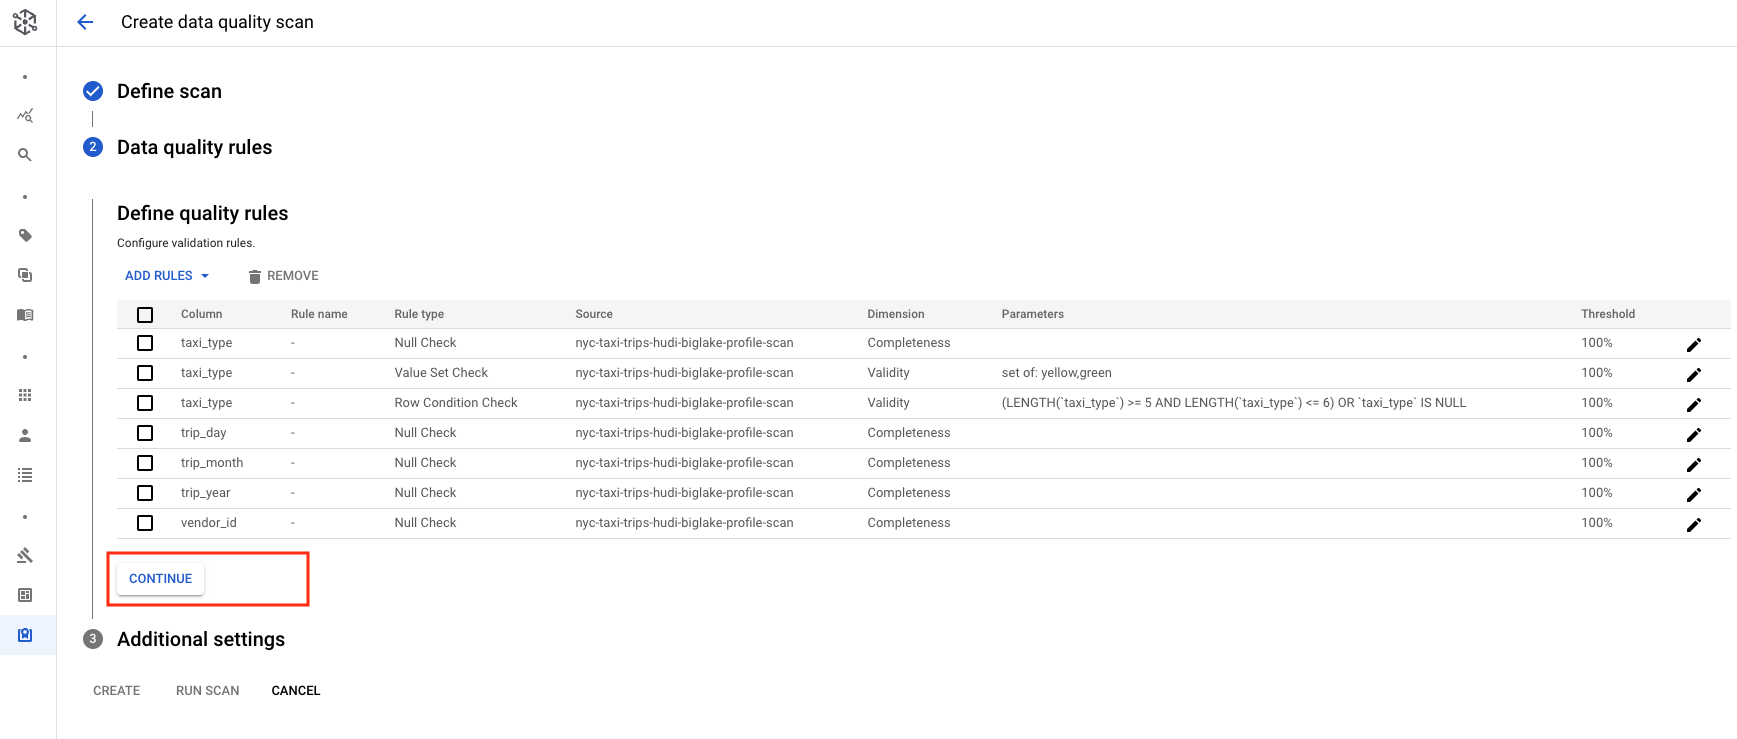 Create data quality scan
Define scan
2 Data quality rules
Define quality rules
Configure validation rules.
ADD RULES REMOVE
Column Rule name Rule type Source Dimension Parameters Threshold
taxi_type - Null Check nyc-taxi-trips-hudi-biglake-profile-scan Completeness 100%
taxi_type - Value Set Check nyc-taxi-trips-hudi-biglake-profile-scan Validity set of: yellow,green 100%
taxi_type - Row Condition Check nyc-taxi-trips-hudi-biglake-profile-scan Validity (LENGTH(`taxi_type`) >= 5 AND LENGTH(`taxi_type`) <= 6) OR `taxi_type` IS NULL 100%
trip_day - Null Check nyc-taxi-trips-hudi-biglake-profile-scan Completeness 100%
trip_month - Null Check nyc-taxi-trips-hudi-biglake-profile-scan Completeness 100%
trip_year - Null Check nyc-taxi-trips-hudi-biglake-profile-scan Completeness 100%
vendor_id - Null Check nyc-taxi-trips-hudi-biglake-profile-scan Completeness 100%
CONTINUE
3 Additional settings
CREATE RUN SCAN CANCEL